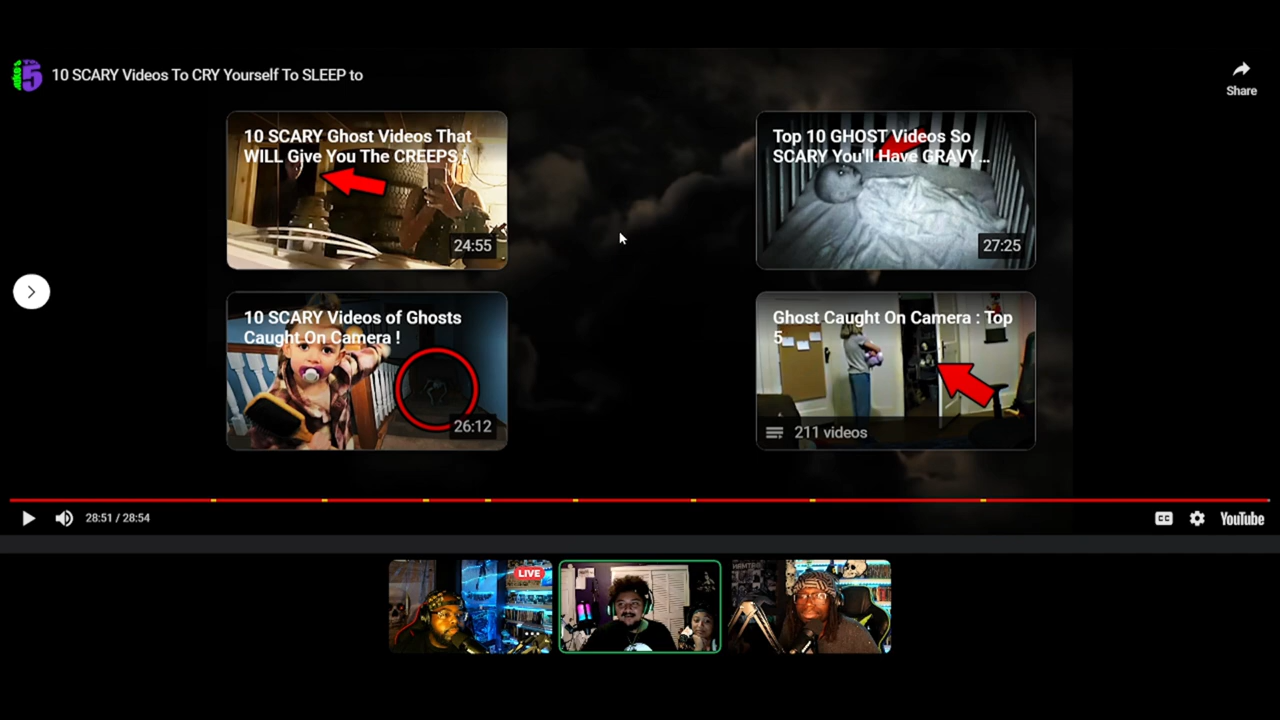 10 SCARY Videos To CRY Yourself To SLEEP to
Share
10 SCARY Ghost Videos That
WILL Give You The CREEPS !
24:55
Top 10 GHOST Videos So
SCARY You'll Have GRAVY...
27:25
10 SCARY Videos of Ghosts
Caught On Camera !
26:12
Ghost Caught On Camera : Top
5
211 videos
28:51 / 28:54
CC
YouTube
LIVE